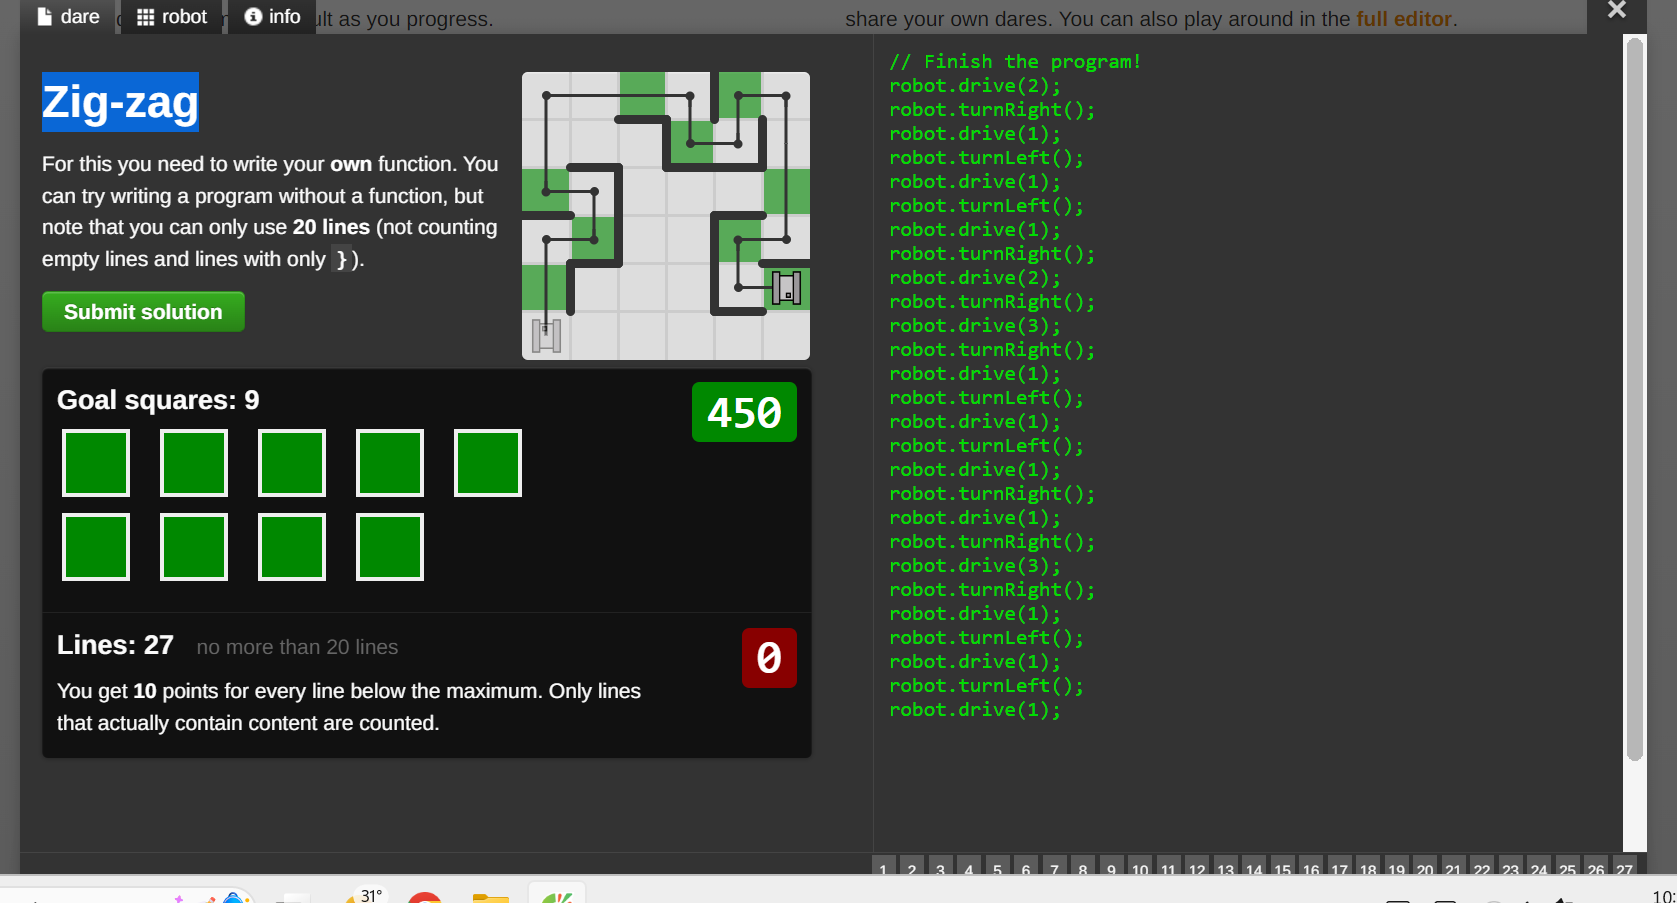 dare
robot
info
ult as you progress.
share your own dares. You can also play around in the full editor.
Zig-zag
For this you need to write your own function. You
can try writing a program without a function, but
note that you can only use 20 lines (not counting
empty lines and lines with only } ).
Submit solution
Goal squares: 9
450
Lines: 27 no more than 20 lines
0
You get 10 points for every line below the maximum. Only lines
that actually contain content are counted.
// Finish the program!
robot.drive(2);
robot.turnRight();
robot.drive(1);
robot.turnLeft();
robot.drive(1);
robot.turnLeft();
robot.drive(1);
robot.turnRight();
robot.drive(2);
robot.turnRight();
robot.drive(3);
robot.turnRight();
robot.drive(1);
robot.turnLeft();
robot.drive(1);
robot.turnLeft();
robot.drive(1);
robot.turnRight();
robot.drive(1);
robot.turnRight();
robot.drive(3);
robot.turnRight();
robot.drive(1);
robot.turnLeft();
robot.drive(1);
robot.turnLeft();
robot.drive(1);
1 2 3 4 5 6 7 8 9 10 11 12 13 14 15 16 17 18 19 20 21 22 23 24 25 26 27
31°
10: